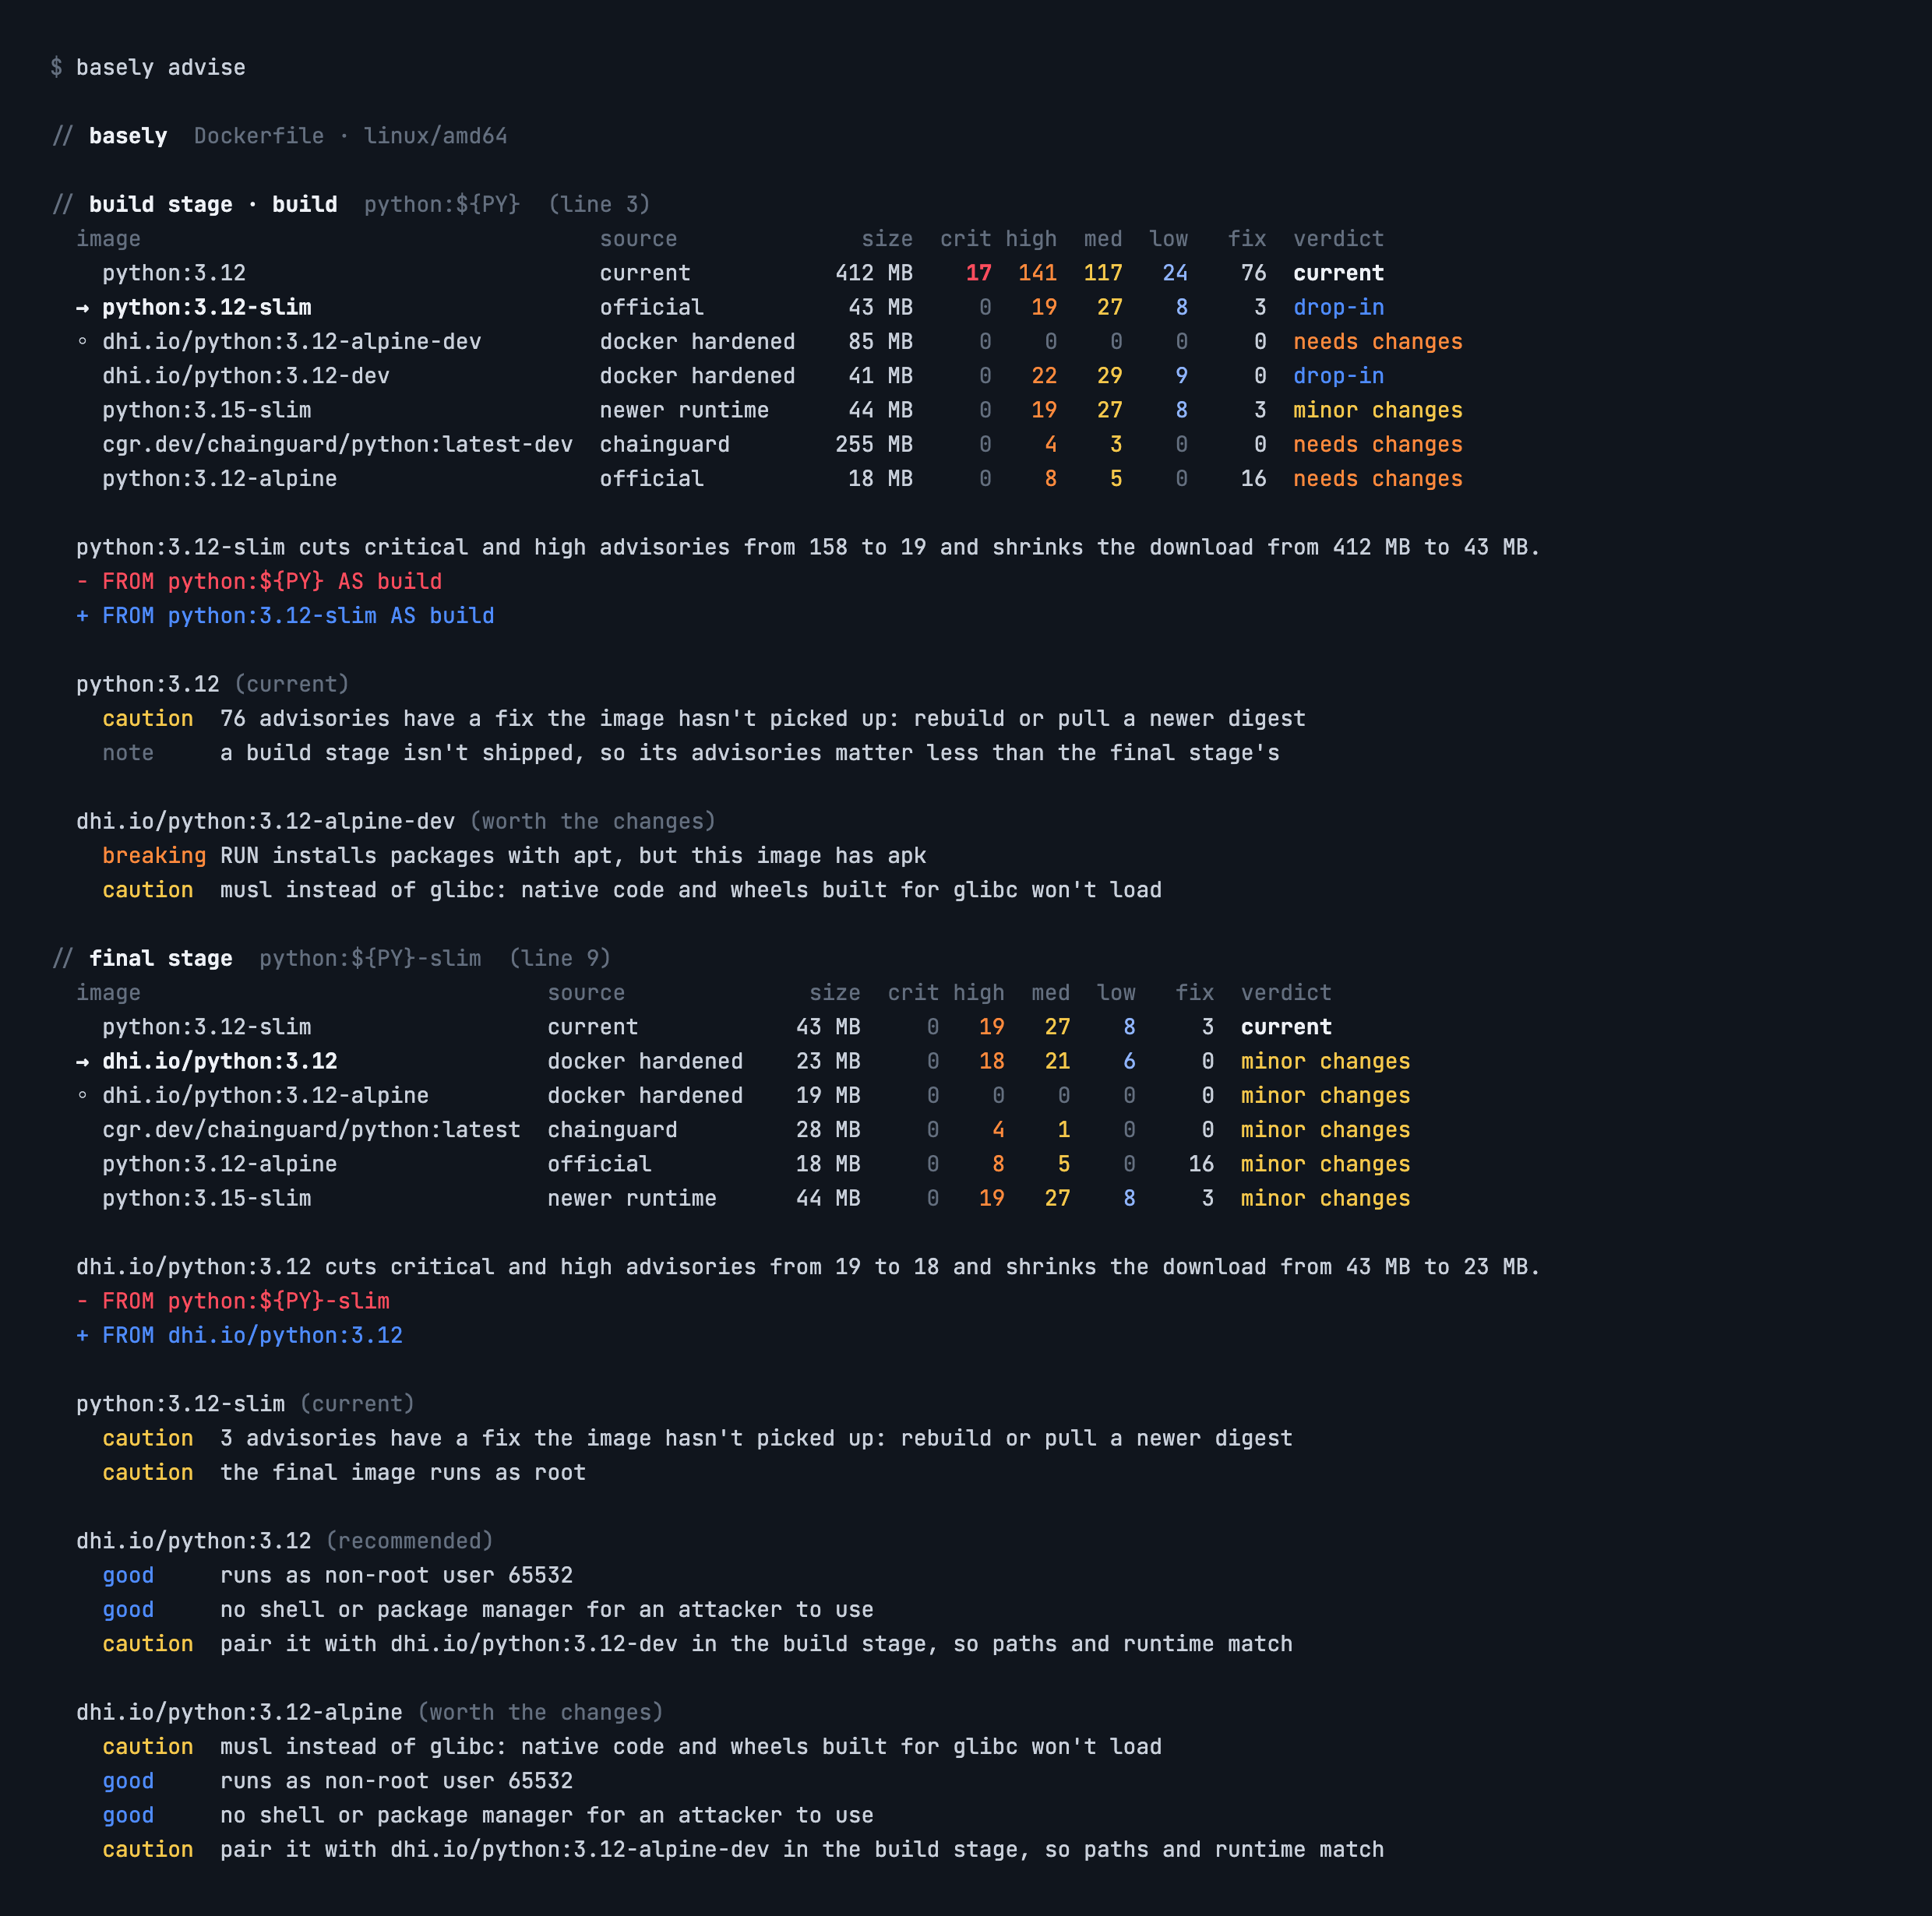 $ basely advise
// basely  Dockerfile · linux/amd64
// build stage · build  python:${PY}  (line 3)
image  source  size  crit  high  med  low  fix  verdict
python:3.12  current  412 MB  17  141  117  24  76  current
→ python:3.12-slim  official  43 MB  0  19  27  8  3  drop-in
◦ dhi.io/python:3.12-alpine-dev  docker hardened  85 MB  0  0  0  0  0  needs changes
dhi.io/python:3.12-dev  docker hardened  41 MB  0  22  29  9  0  drop-in
python:3.15-slim  newer runtime  44 MB  0  19  27  8  3  minor changes
cgr.dev/chainguard/python:latest-dev  chainguard  255 MB  0  4  3  0  0  needs changes
python:3.12-alpine  official  18 MB  0  8  5  0  16  needs changes
python:3.12-slim cuts critical and high advisories from 158 to 19 and shrinks the download from 412 MB to 43 MB.
- FROM python:${PY} AS build
+ FROM python:3.12-slim AS build
python:3.12 (current)
caution  76 advisories have a fix the image hasn't picked up: rebuild or pull a newer digest
note  a build stage isn't shipped, so its advisories matter less than the final stage's
dhi.io/python:3.12-alpine-dev (worth the changes)
breaking RUN installs packages with apt, but this image has apk
caution  musl instead of glibc: native code and wheels built for glibc won't load
// final stage  python:${PY}-slim  (line 9)
image  source  size  crit  high  med  low  fix  verdict
python:3.12-slim  current  43 MB  0  19  27  8  3  current
→ dhi.io/python:3.12  docker hardened  23 MB  0  18  21  6  0  minor changes
◦ dhi.io/python:3.12-alpine  docker hardened  19 MB  0  0  0  0  0  minor changes
cgr.dev/chainguard/python:latest  chainguard  28 MB  0  4  1  0  0  minor changes
python:3.12-alpine  official  18 MB  0  8  5  0  16  minor changes
python:3.15-slim  newer runtime  44 MB  0  19  27  8  3  minor changes
dhi.io/python:3.12 cuts critical and high advisories from 19 to 18 and shrinks the download from 43 MB to 23 MB.
- FROM python:${PY}-slim
+ FROM dhi.io/python:3.12
python:3.12-slim (current)
caution  3 advisories have a fix the image hasn't picked up: rebuild or pull a newer digest
caution  the final image runs as root
dhi.io/python:3.12 (recommended)
good  runs as non-root user 65532
good  no shell or package manager for an attacker to use
caution  pair it with dhi.io/python:3.12-dev in the build stage, so paths and runtime match
dhi.io/python:3.12-alpine (worth the changes)
caution  musl instead of glibc: native code and wheels built for glibc won't load
good  runs as non-root user 65532
good  no shell or package manager for an attacker to use
caution  pair it with dhi.io/python:3.12-alpine-dev in the build stage, so paths and runtime match